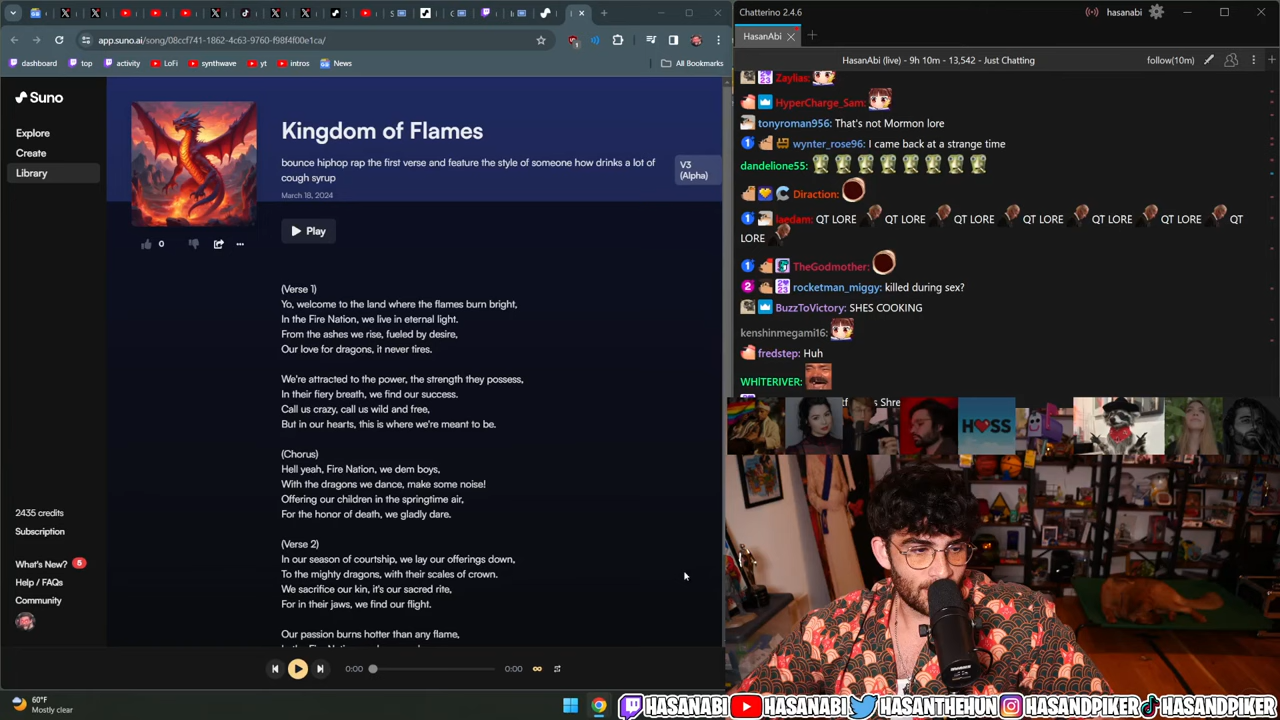 app.suno.ai/song/08ccf741-1862-4c63-9760-f98f4f00e1ca/
dashboard
top
activity
LoFi
synthwave
yt
intros
News
All Bookmarks
Suno
Explore
Create
Library
2435 credits
Subscription
What's New?
6
Help / FAQs
Community
Kingdom of Flames
bounce hiphop rap the first verse and feature the style of someone how drinks a lot of
cough syrup
V3
(Alpha)
March 18, 2024
Play
0
(Verse 1)
Yo, welcome to the land where the flames burn bright,
In the Fire Nation, we live in eternal light.
From the ashes we rise, fueled by desire,
Our love for dragons, it never tires.
We're attracted to the power, the strength they possess,
In their fiery breath, we find our success.
Call us crazy, call us wild and free,
But in our hearts, this is where we're meant to be.
(Chorus)
Hell yeah, Fire Nation, we dem boys,
With the dragons we dance, make some noise!
Offering our children in the springtime air,
For the honor of death, we gladly dare.
(Verse 2)
In our season of courtship, we lay our offerings down,
To the mighty dragons, with their scales of crown.
We sacrifice our kin, it's our sacred rite,
For in their jaws, we find our flight.
Our passion burns hotter than any flame,
0:00
0:00
60°F
Mostly clear
Chatterino 2.4.6
hasanabi
HasanAbi
HasanAbi (live) - 9h 10m - 13,542 - Just Chatting
follow(10m)
Zaylias:
HyperCharge_Sam:
tonyroman956: That's not Mormon lore
wynter_rose96: I came back at a strange time
dandelione55:
Diraction:
QT LORE QT LORE QT LORE QT LORE QT LORE QT LORE QT
LORE
TheGodmother:
rocketman_miggy: killed during sex?
BuzzToVictory: SHES COOKING
kenshinmegami16:
fredstep: Huh
WHITERIVER:
HOSS
HASANABI
HASANABI
HASANTHEHUN
HASANDPIKER
HASANDPIKER